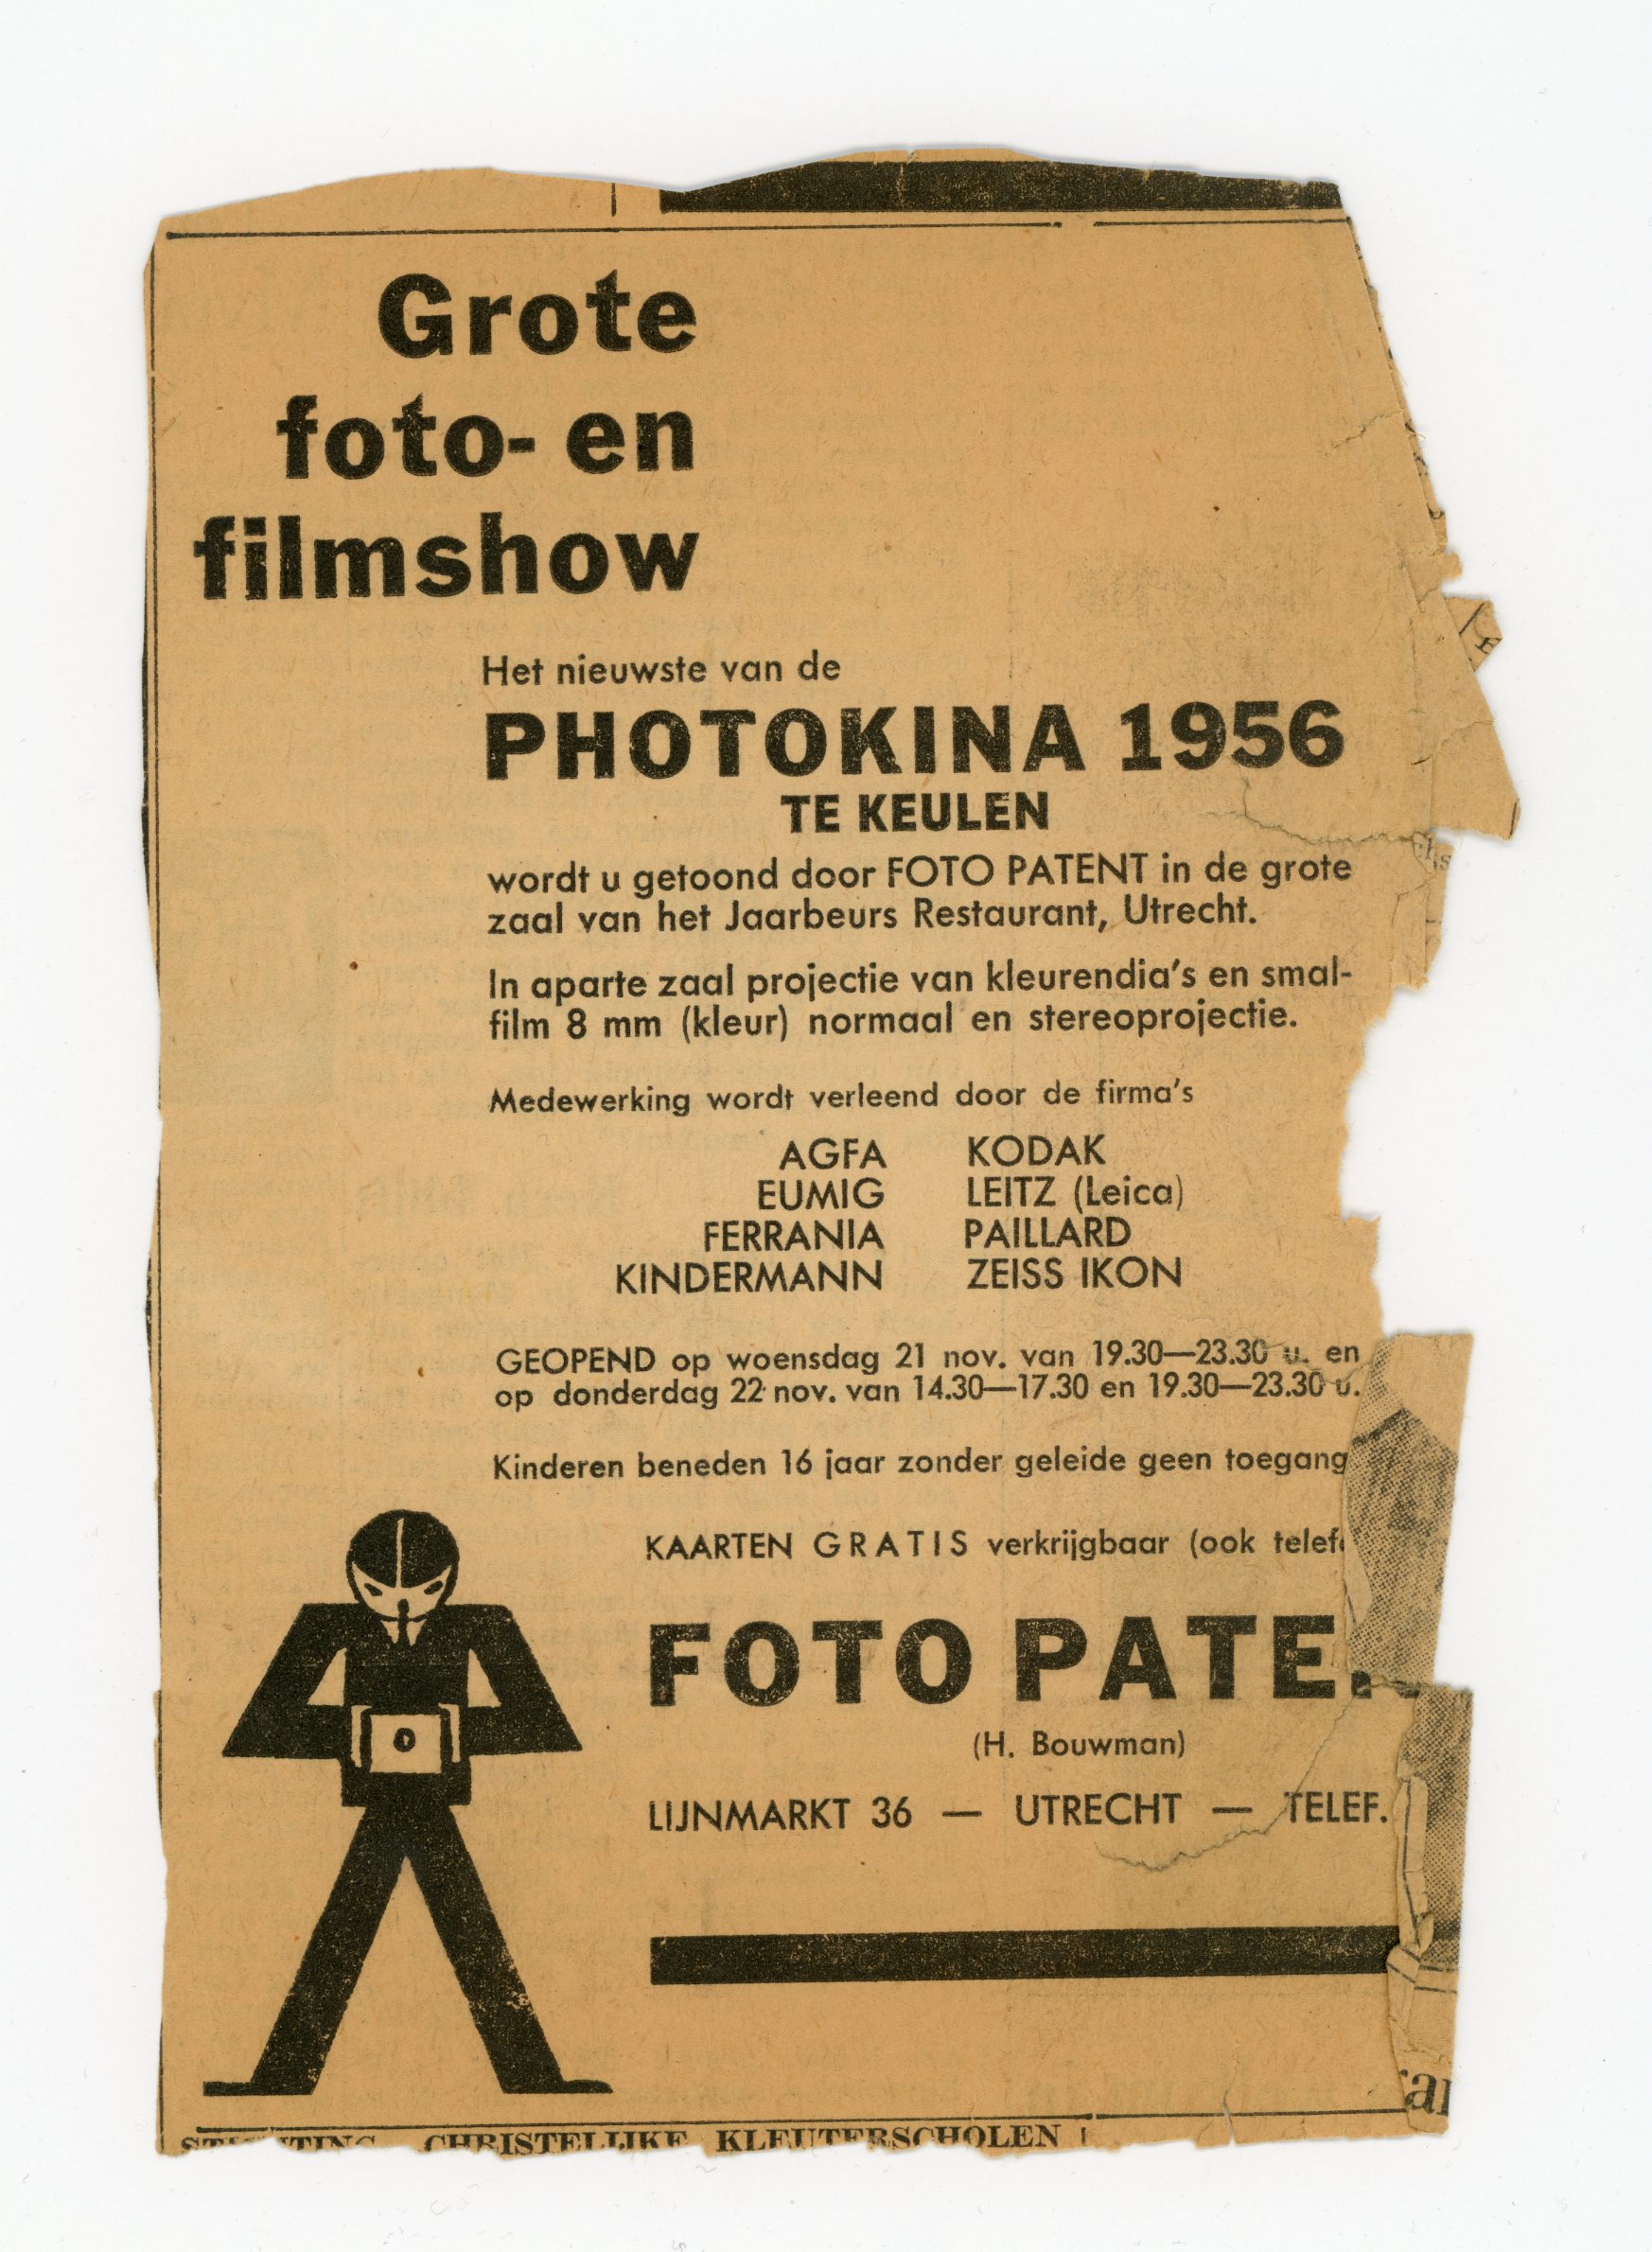 Grote
foto- en
filmshow
Het nieuwste van de
PHOTOKINA 1956
TE KEULEN
wordt u getoond door FOTO PATENT in de grote
zaal van het Jaarbeurs Restaurant, Utrecht.
In aparte zaal projectie van kleurendia's en smal-
film 8 mm (kleur) normaal en stereoprojectie.
Medewerking wordt verleend door de firma's
AGFA KODAK
EUMIG LEITZ (Leica)
FERRANIA PAILLARD
KINDERMANN ZEISS IKON
GEOPEND op woensdag 21 nov. van 19.30—23.30 u. en
op donderdag 22 nov. van 14.30—17.30 en 19.30—23.30 u.
Kinderen beneden 16 jaar zonder geleide geen toegang
KAARTEN GRATIS verkrijgbaar (ook
FOTO
(H. Bouwman)
LIJNMARKT 36 — UTRECHT — TELEF.
CHRISTELIJKE KLEUTERSCHOLEN